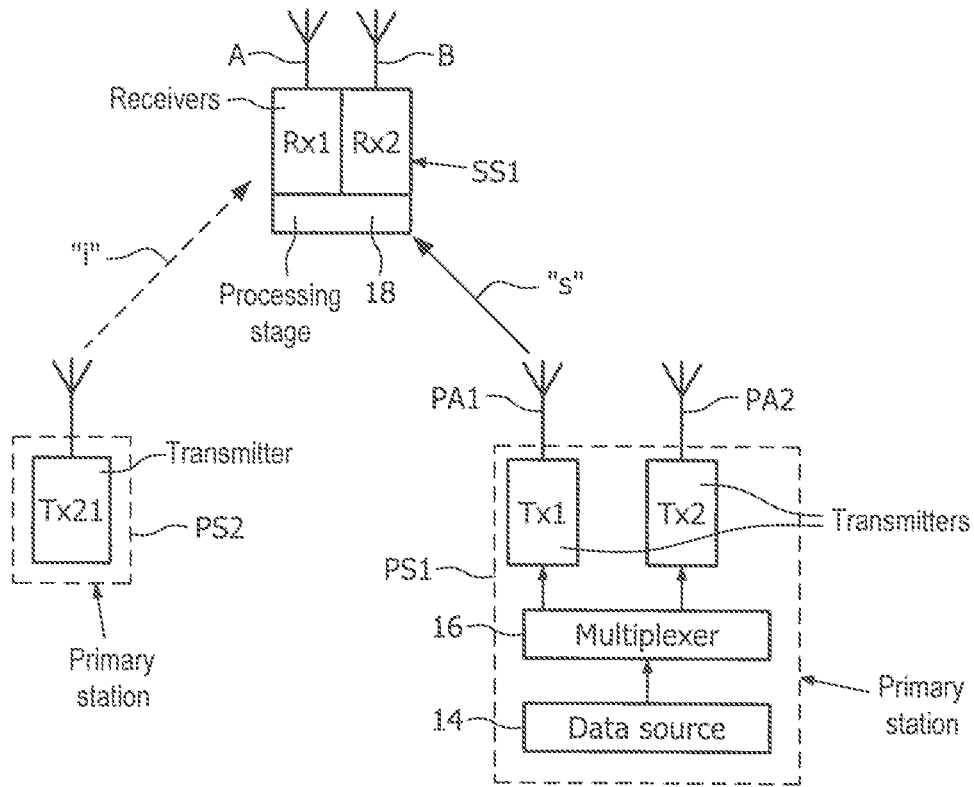 A
B
Receivers
Rx1
Rx2
SS1
"i"
Processing
stage
18
"s"
PA1
PA2
Transmitter
Tx21
PS2
Primary
station
Tx1
Tx2
Transmitters
PS1
16
Multiplexer
14
Data source
Primary
station